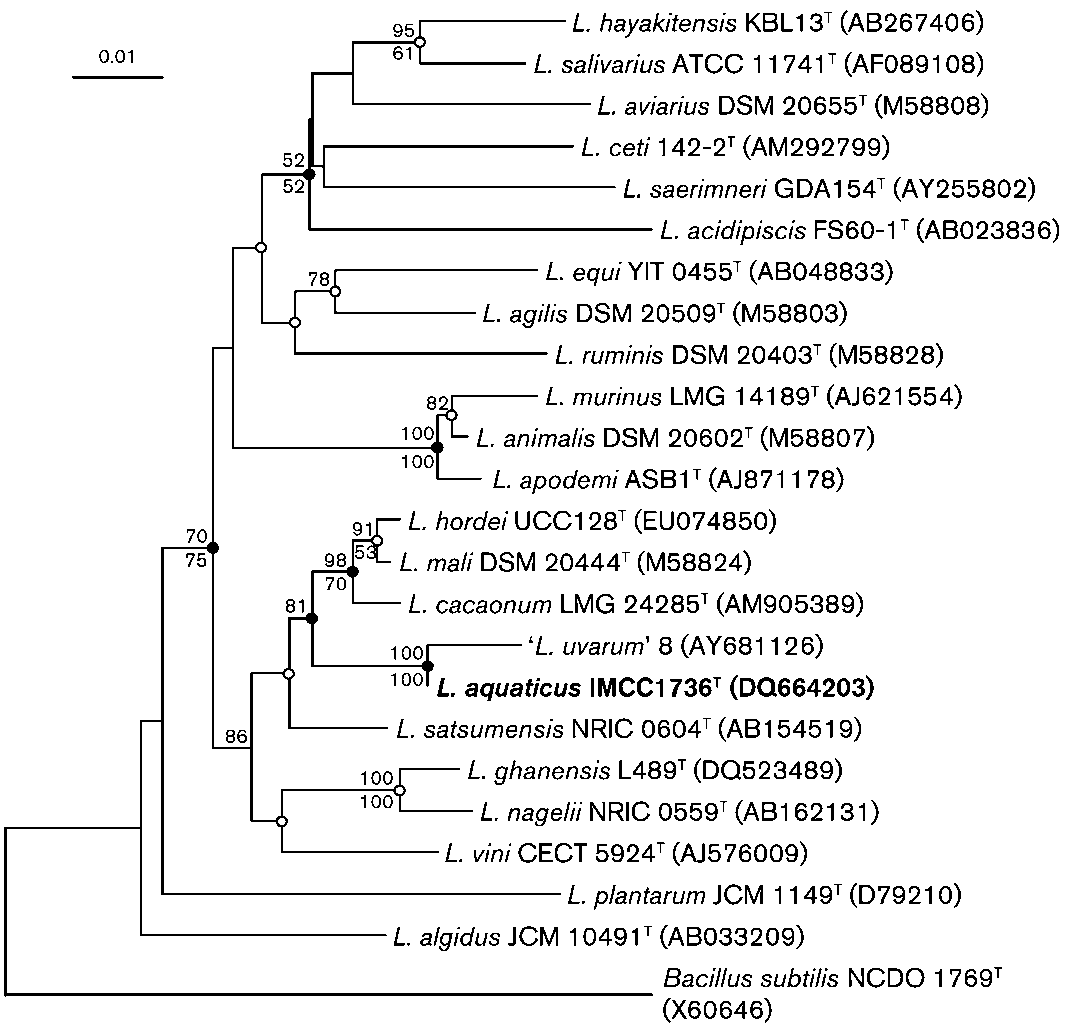 0.01
95
61
L. hayakitensis KBL13ᵀ (AB267406)
L. salivarius ATCC 11741ᵀ (AF089108)
L. aviarius DSM 20655ᵀ (M58808)
L. ceti 142-2ᵀ (AM292799)
52
52
L. saerimneri GDA154ᵀ (AY255802)
L. acidipiscis FS60-1ᵀ (AB023836)
L. equi YIT 0455ᵀ (AB048833)
78
L. agilis DSM 20509ᵀ (M58803)
L. ruminis DSM 20403ᵀ (M58828)
L. murinus LMG 14189ᵀ (AJ621554)
82
100
100
L. animalis DSM 20602ᵀ (M58807)
L. apodemi ASB1ᵀ (AJ871178)
L. hordei UCC128ᵀ (EU074850)
91
53
70
75
98
70
L. mali DSM 20444ᵀ (M58824)
L. cacaonum LMG 24285ᵀ (AM905389)
81
100
100
'L. uvarum' 8 (AY681126)
L. aquaticus IMCC1736ᵀ (DQ664203)
L. satsumensis NRIC 0604ᵀ (AB154519)
86
L. ghanensis L489ᵀ (DQ523489)
100
100
L. nagelii NRIC 0559ᵀ (AB162131)
L. vini CECT 5924ᵀ (AJ576009)
L. plantarum JCM 1149ᵀ (D79210)
L. algidus JCM 10491ᵀ (AB033209)
Bacillus subtilis NCDO 1769ᵀ
(X60646)